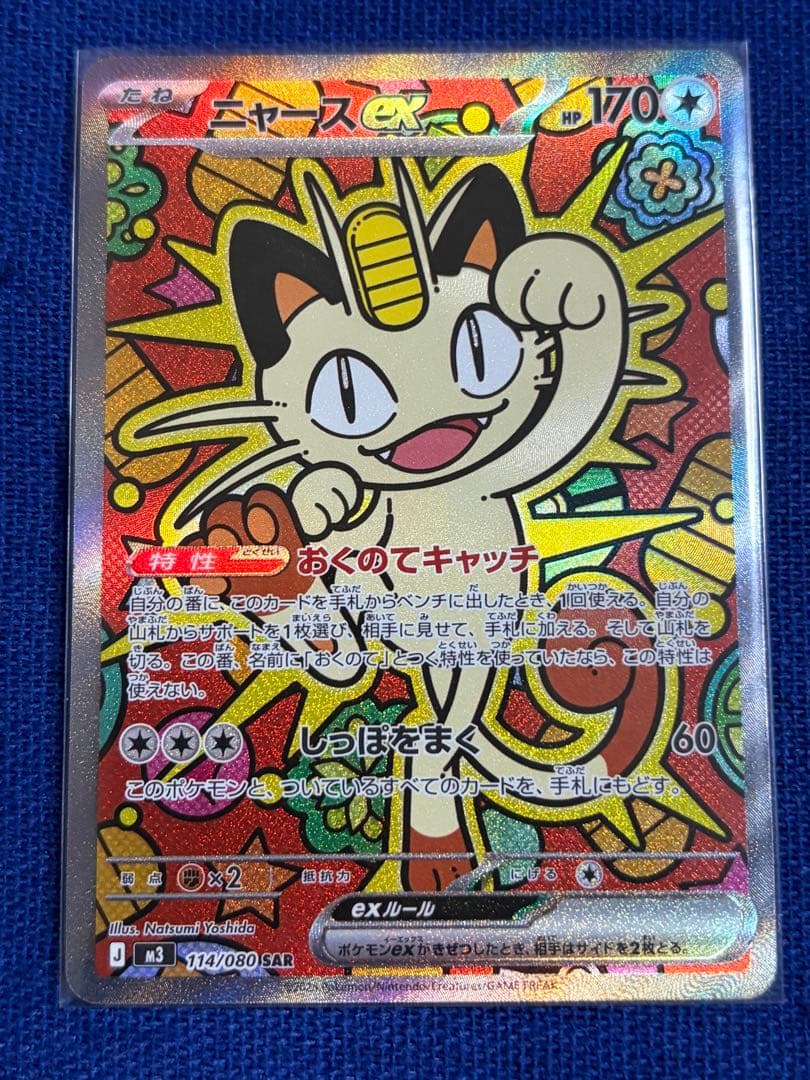 たね ニャースex HP170
特性 とくせい おくのてキャッチ
自分の番に、このカードを手札からベンチに出したとき、1回使える。自分の
山札からサポートを1枚選び、相手に見せて、手札に加える。そして山札を
切る。この番、名前に「おくのて」とつく特性を使っていたなら、この特性は
使えない。
しっぽをまく 60
このポケモンと、ついているすべてのカードを、手札にもどす。
弱点 ×2 抵抗力 にげる
Illus. Natsumi Yoshida
exルール
ポケモンexがきぜつしたとき、相手はサイドを2枚とる。
J M3 114/080 SAR
Pokémon/Nintendo/Creatures/GAME FREAK